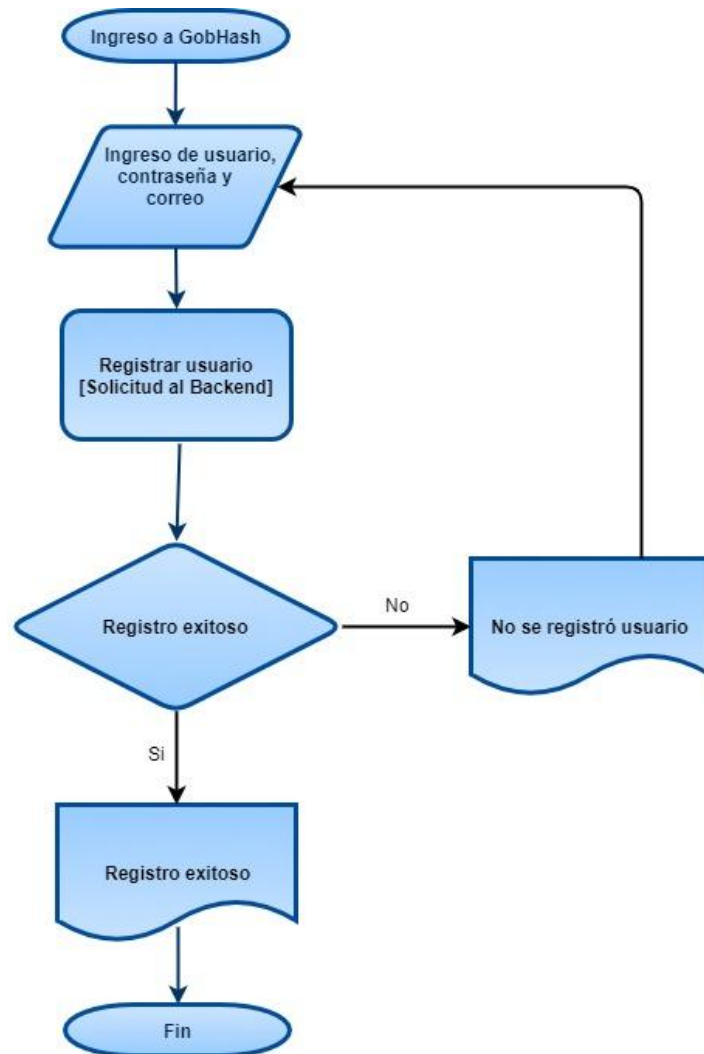 Ingreso a GobHash
Ingreso de usuario,
contraseña y
correo
Registrar usuario
[Solicitud al Backend]
Registro exitoso
No
No se registró usuario
Si
Registro exitoso
Fin